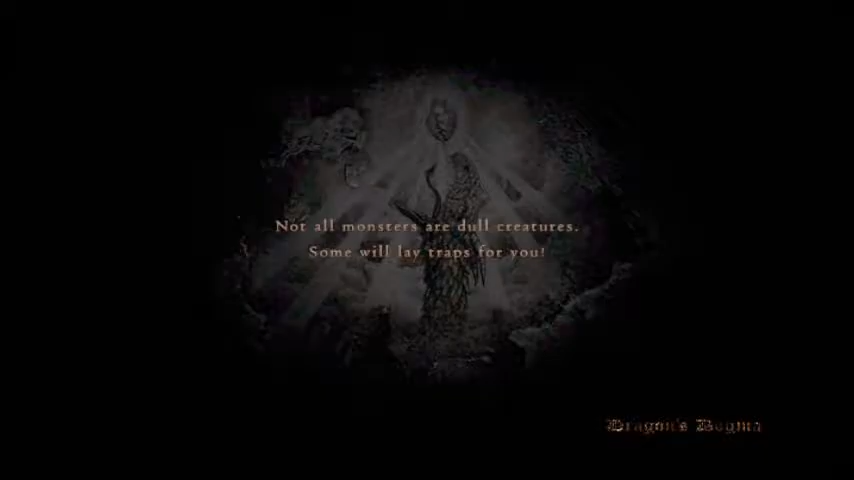 Not all monsters are dull creatures.
Some will lay traps for you!
Dragon's Dogma